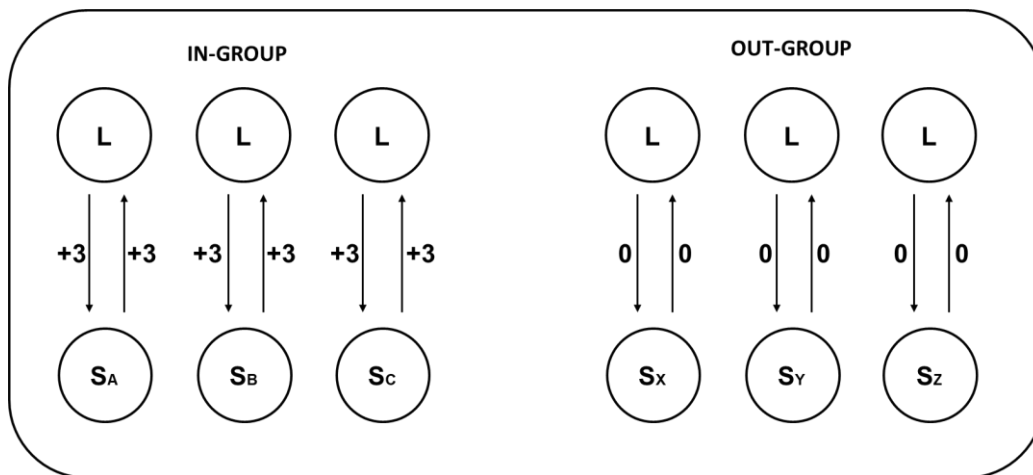 IN-GROUP OUT-GROUP
L L L L L L
+3 +3 +3 +3 +3 +3 0 0 0 0 0 0
SA SB SC SX SY SZ